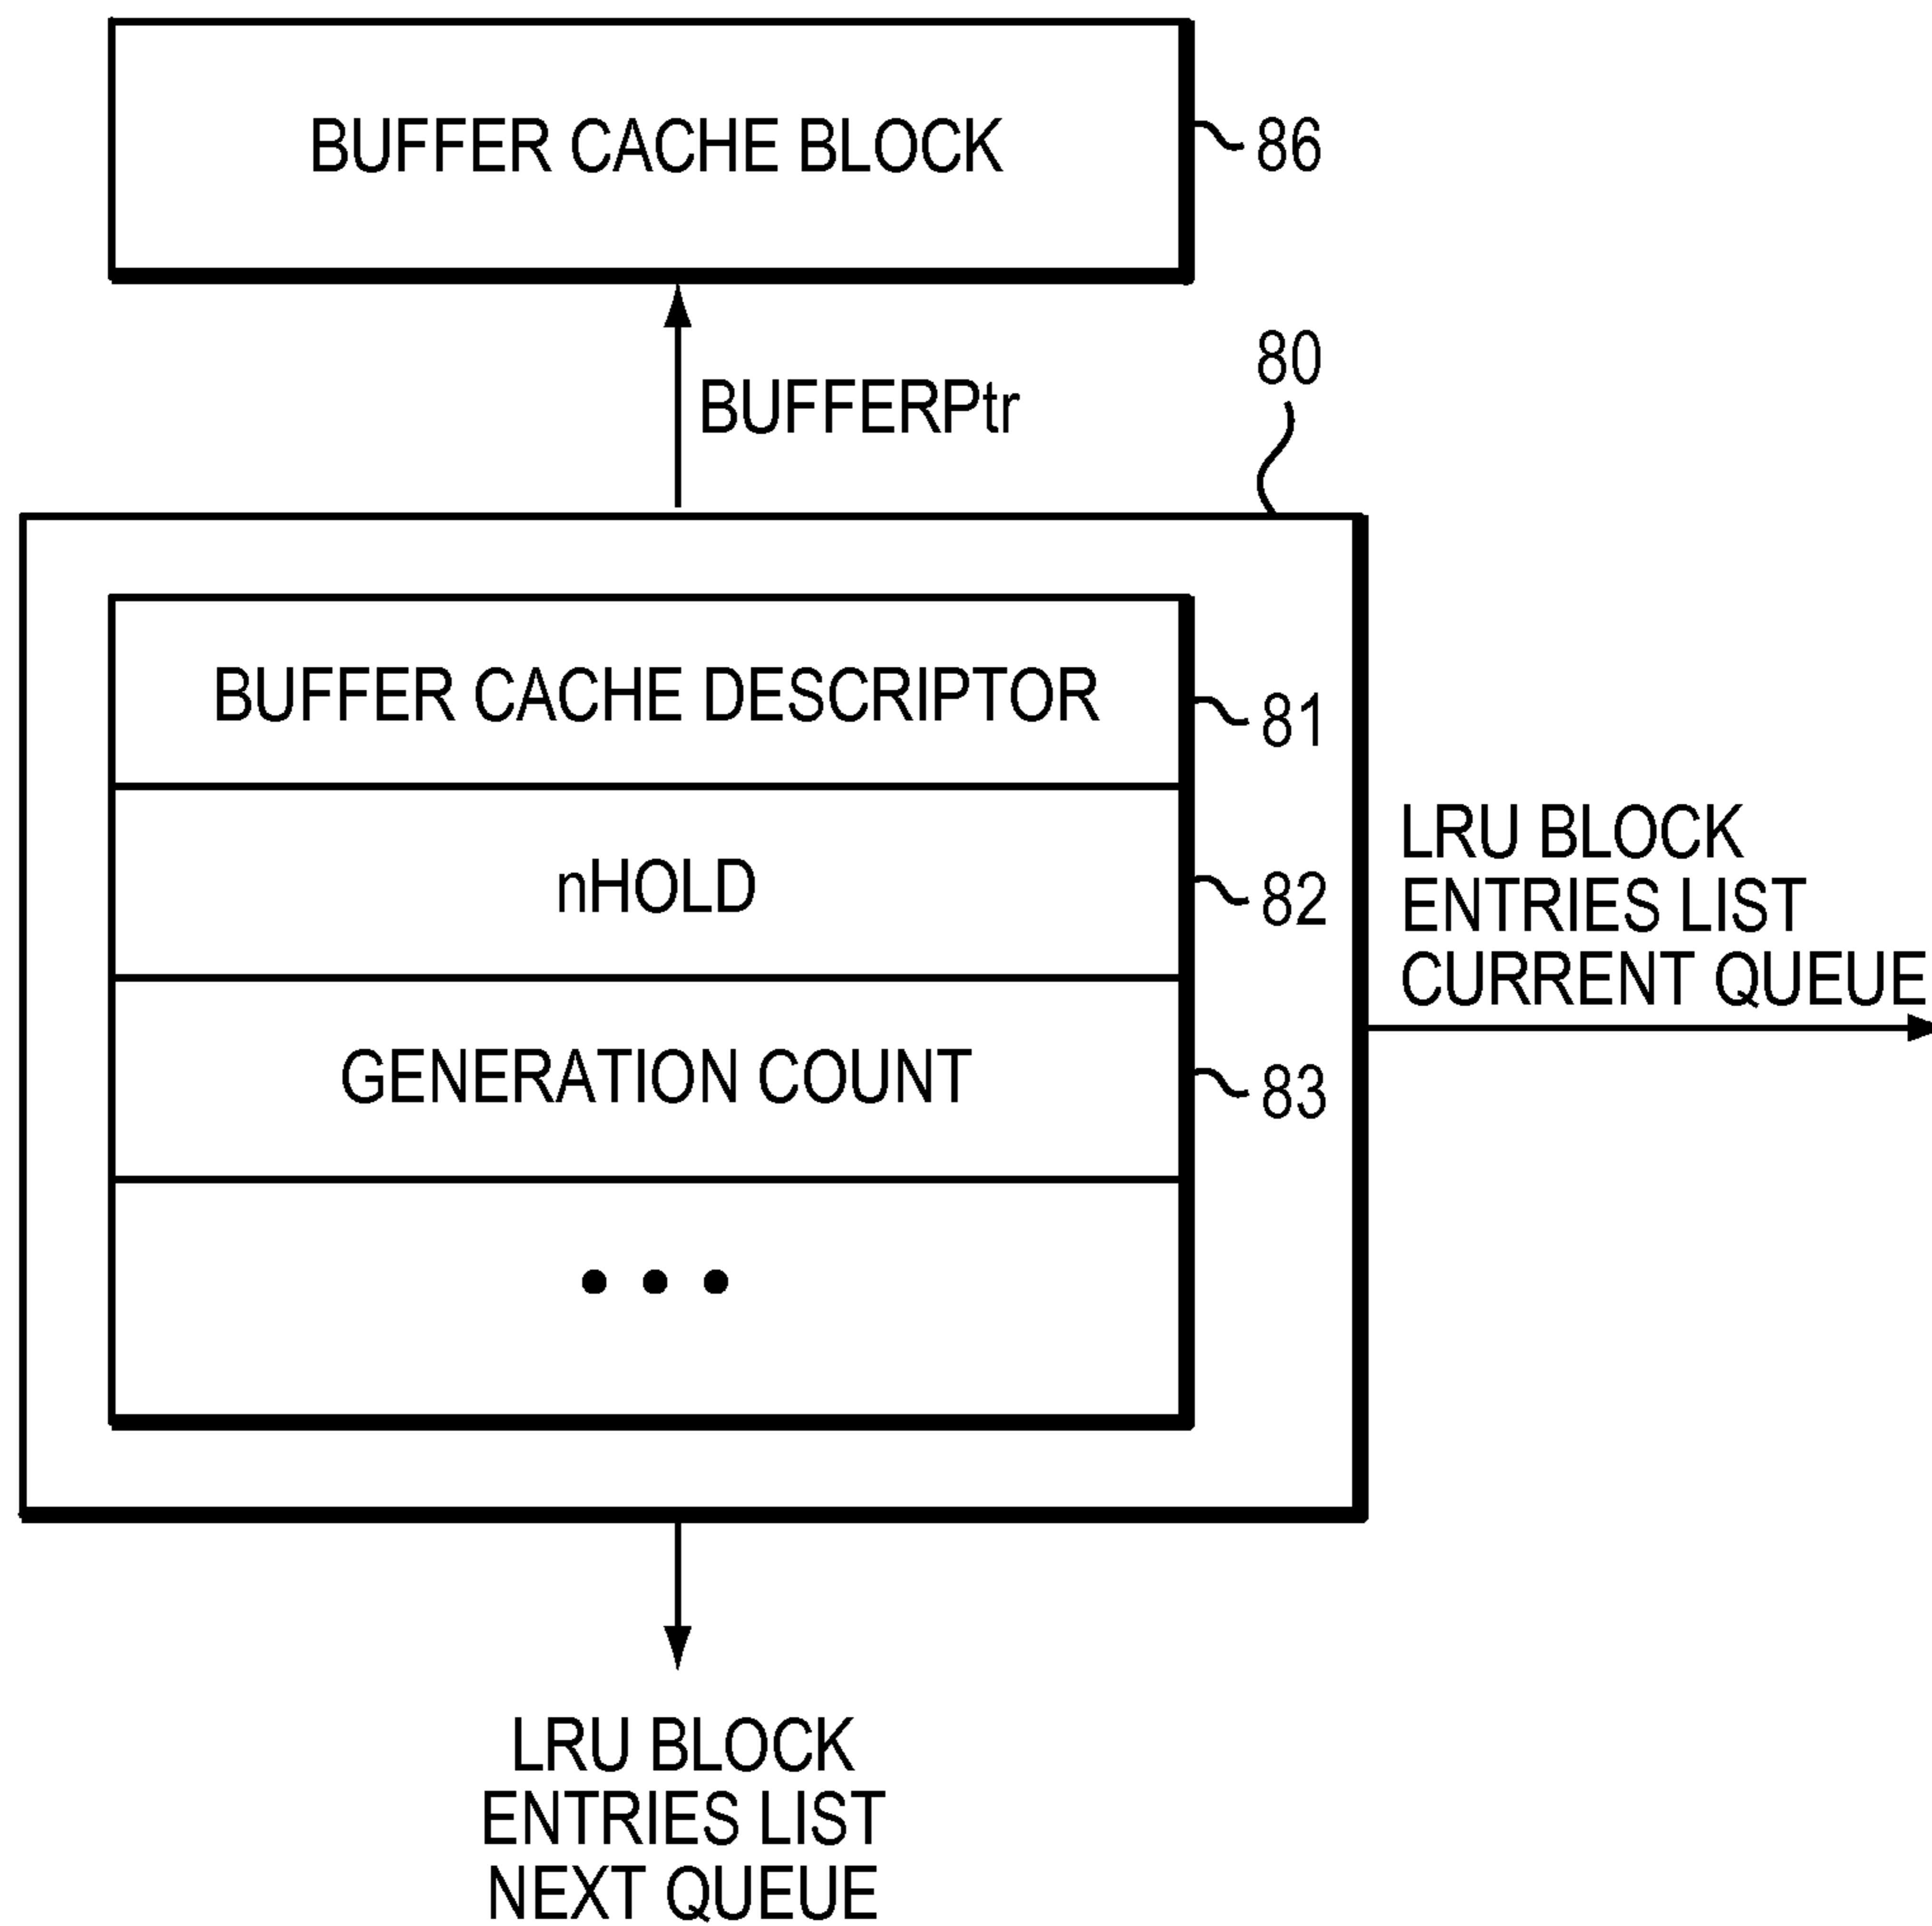 BUFFER CACHE BLOCK
86
80
BUFFERPtr
BUFFER CACHE DESCRIPTOR
81
nHOLD
82
GENERATION COUNT
83
• • •
LRU BLOCK
ENTRIES LIST
CURRENT QUEUE
LRU BLOCK
ENTRIES LIST
NEXT QUEUE